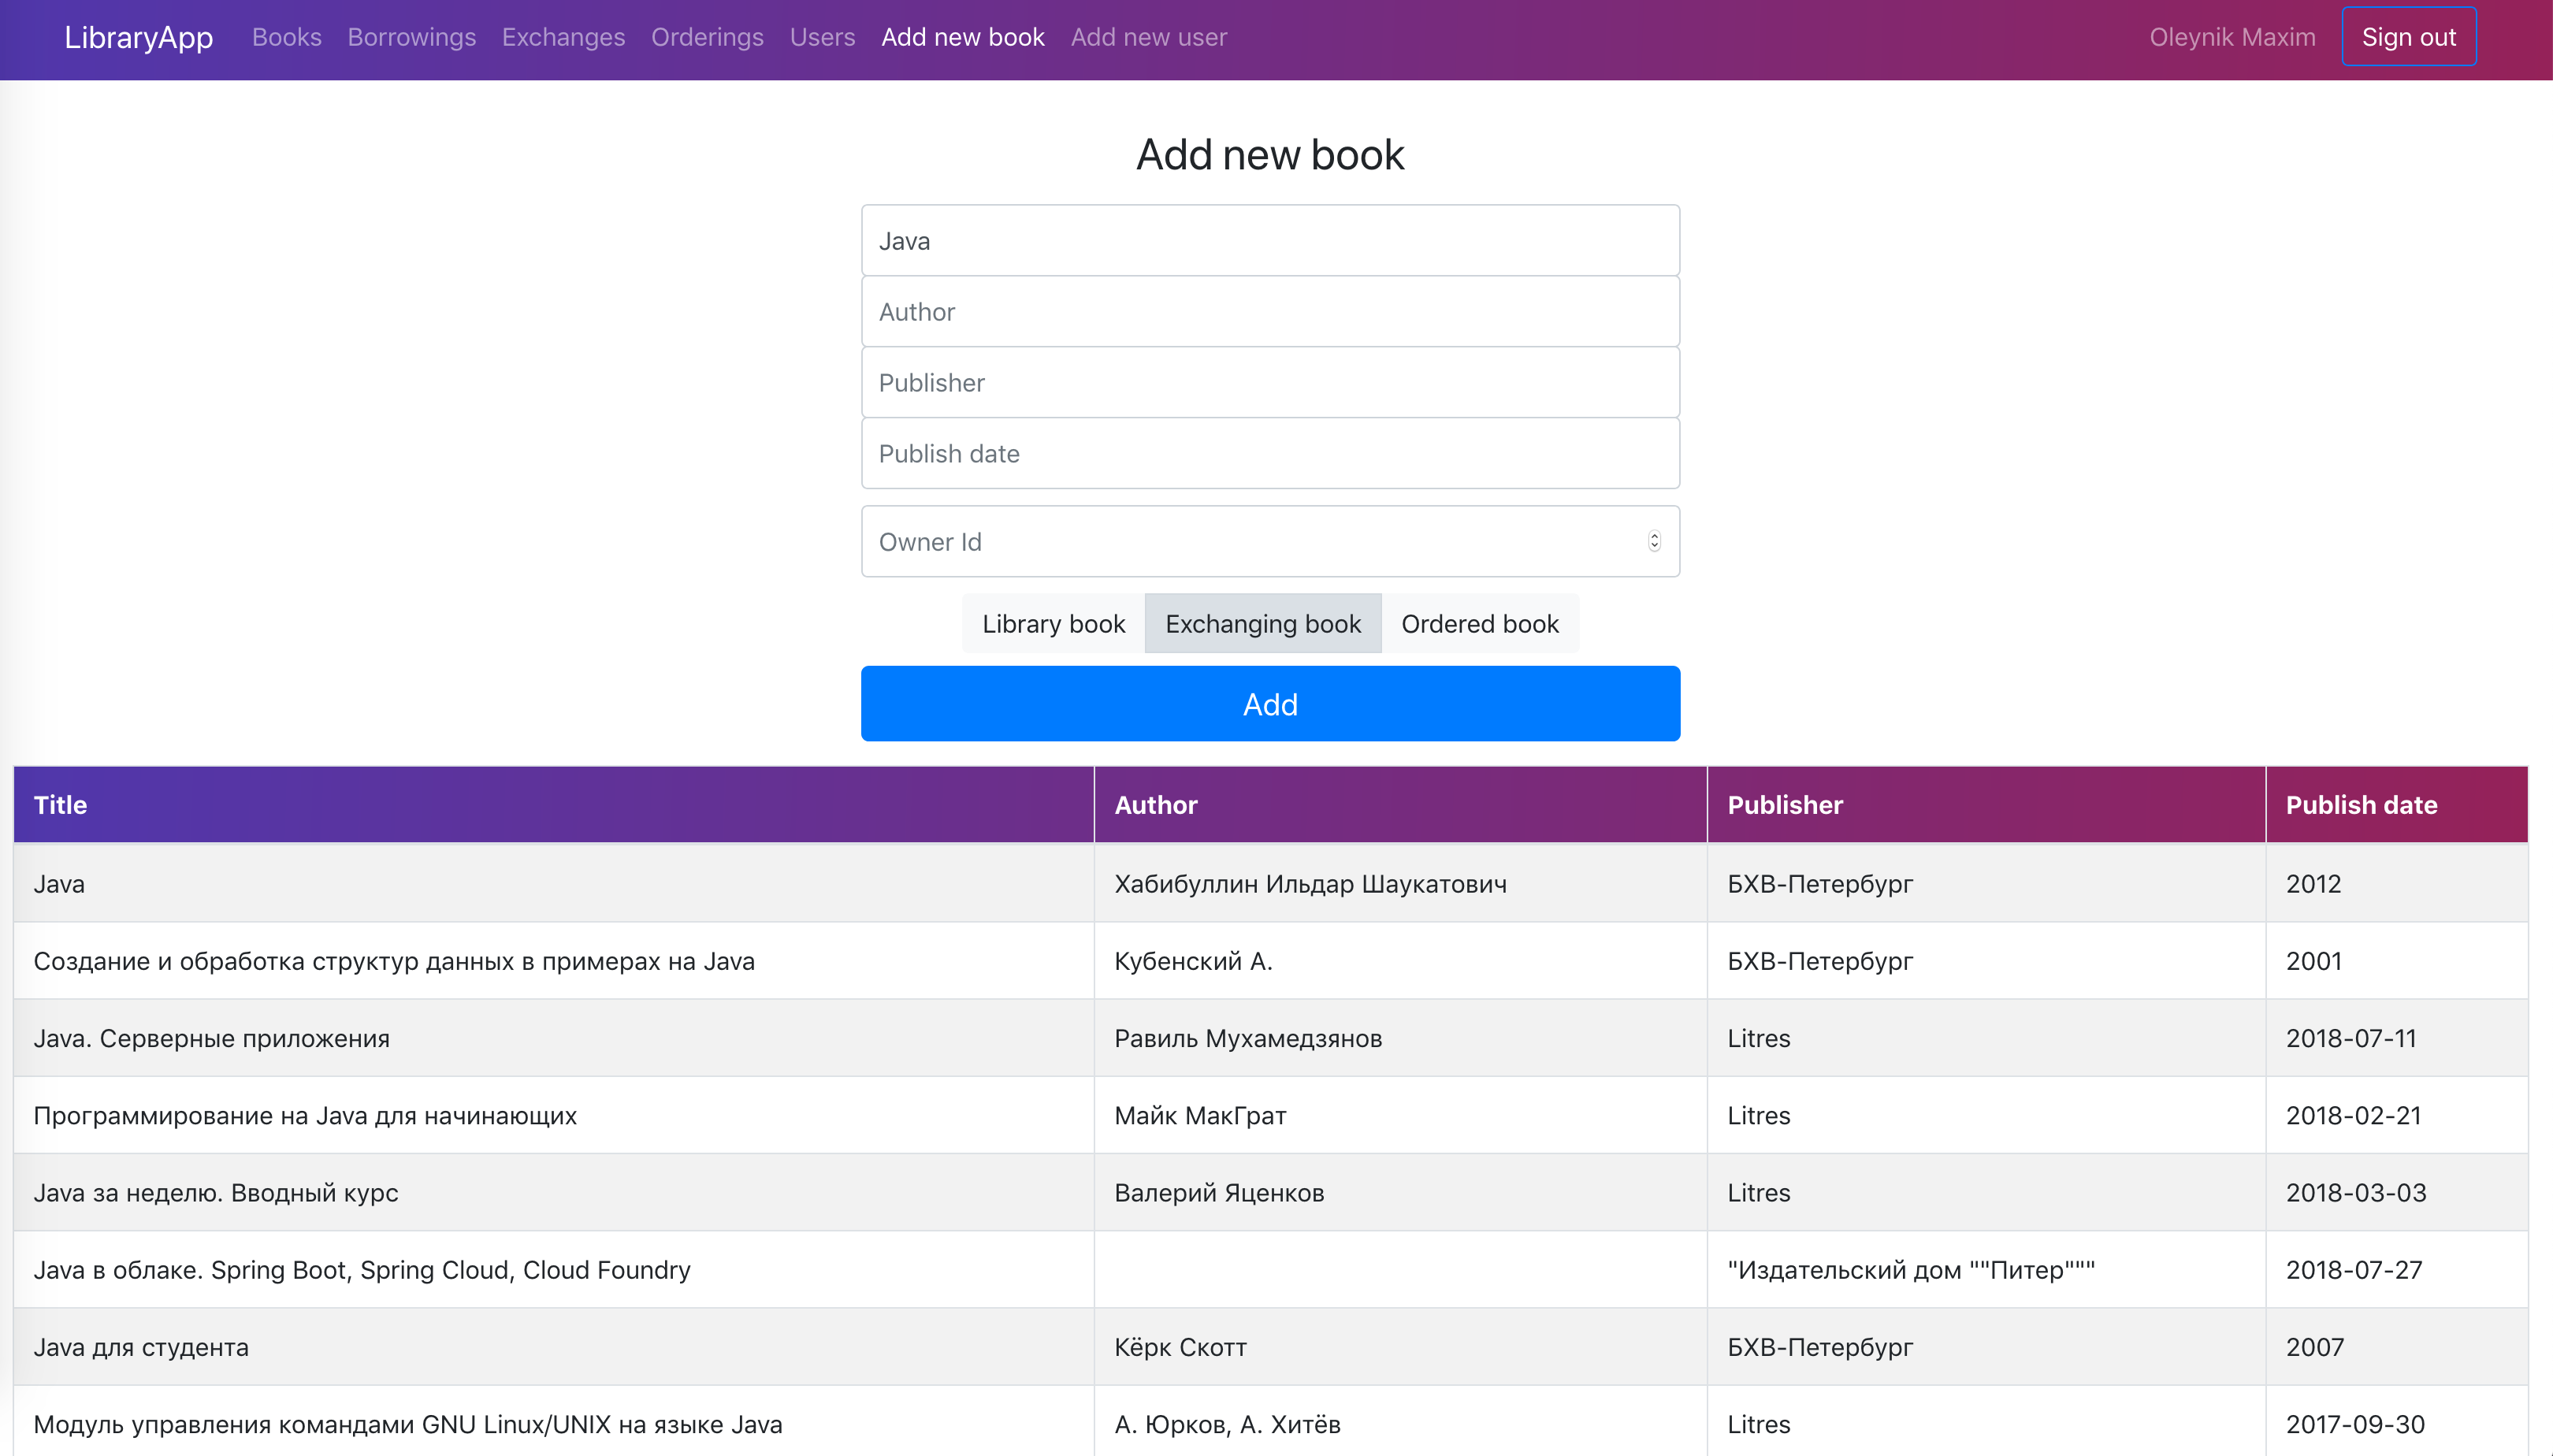 LibraryApp Books Borrowings Exchanges Orderings Users Add new book Add new user Oleynik Maxim Sign out
Add new book
Java
Author
Publisher
Publish date
Owner Id
Library book Exchanging book Ordered book
Add
Title Author Publisher Publish date
Java Хабибуллин Ильдар Шаукатович БХВ-Петербург 2012
Создание и обработка структур данных в примерах на Java Кубенский А. БХВ-Петербург 2001
Java. Серверные приложения Равиль Мухамедзянов Litres 2018-07-11
Программирование на Java для начинающих Майк МакГрат Litres 2018-02-21
Java за неделю. Вводный курс Валерий Яценков Litres 2018-03-03
Java в облаке. Spring Boot, Spring Cloud, Cloud Foundry "Издательский дом ""Питер""" 2018-07-27
Java для студента Кёрк Скотт БХВ-Петербург 2007
Модуль управления командами GNU Linux/UNIX на языке Java А. Юрков, А. Хитёв Litres 2017-09-30